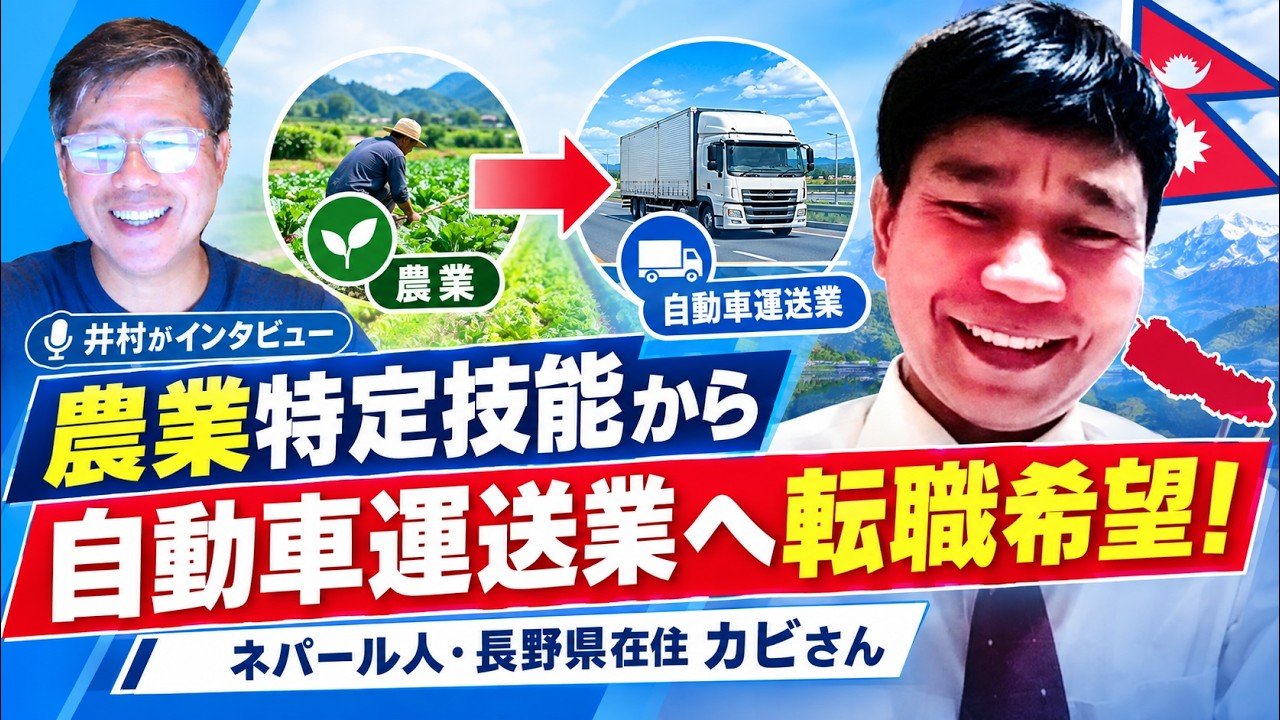 農業
自動車運送業
井村がインタビュー
農業特定技能から
自動車運送業へ転職希望!
ネパール人・長野県在住 カビさん